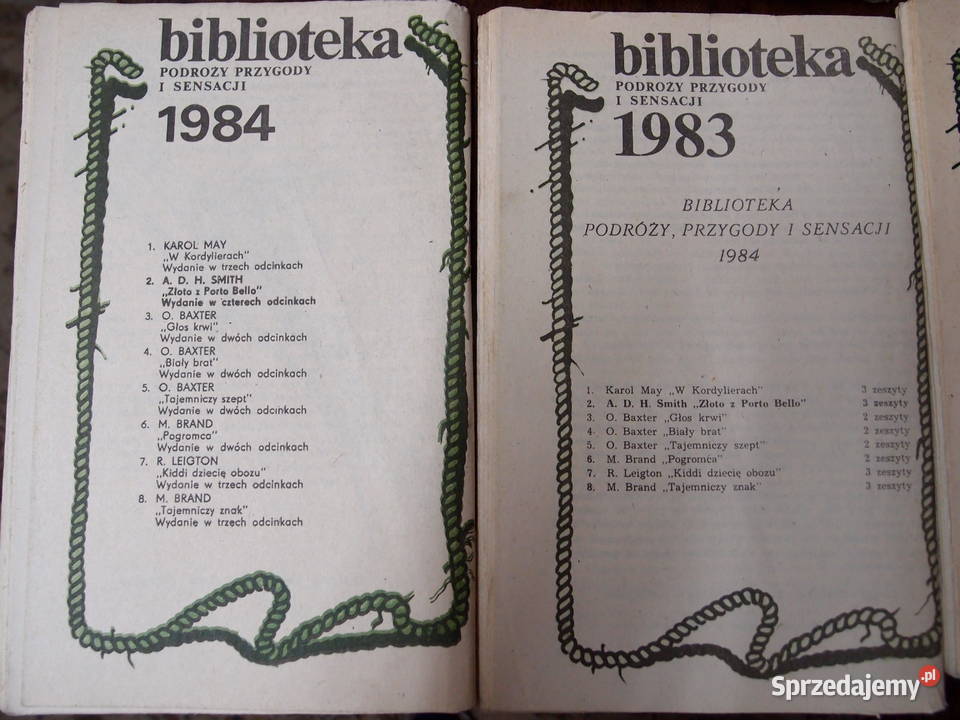 biblioteka
PODROŻY PRZYGODY
I SENSACJI
1984
1. KAROL MAY
„W Kordylierach"
Wydanie w trzech odcinkach
2. A. D. H. SMITH
„Złoto z Porto Bello"
Wydanie w czterech odcinkach
3. O. BAXTER
„Głos krwi"
Wydanie w dwóch odcinkach
4. O. BAXTER
„Biały brat"
Wydanie w dwóch odcinkach
5. O. BAXTER
„Tajemniczy szept"
Wydanie w dwóch odcinkach
6. M. BRAND
„Pogromca"
Wydanie w dwóch odcinkach
7. R. LEIGTON
„Kiddi dziecię obozu"
Wydanie w trzech odcinkach
8. M. BRAND
„Tajemniczy znak"
Wydanie w trzech odcinkach
biblioteka
PODROŻY PRZYGODY
I SENSACJI
1983
BIBLIOTEKA
PODRÓŻY, PRZYGODY I SENSACJI
1984
1. Karol May „W Kordylierach" 3 zeszyty
2. A. D. H. Smith „Złoto z Porto Bello" 3 zeszyty
3. O. Baxter „Głos krwi" 2 zeszyty
4. O. Baxter „Biały brat" 2 zeszyty
5. O. Baxter „Tajemniczy szept" 2 zeszyty
6. M. Brand „Pogromca" 2 zeszyty
7. R. Leigton „Kiddi dziecię obozu" 3 zeszyty
8. M. Brand „Tajemniczy znak" 3 zeszyty
Sprzedajemy.pl